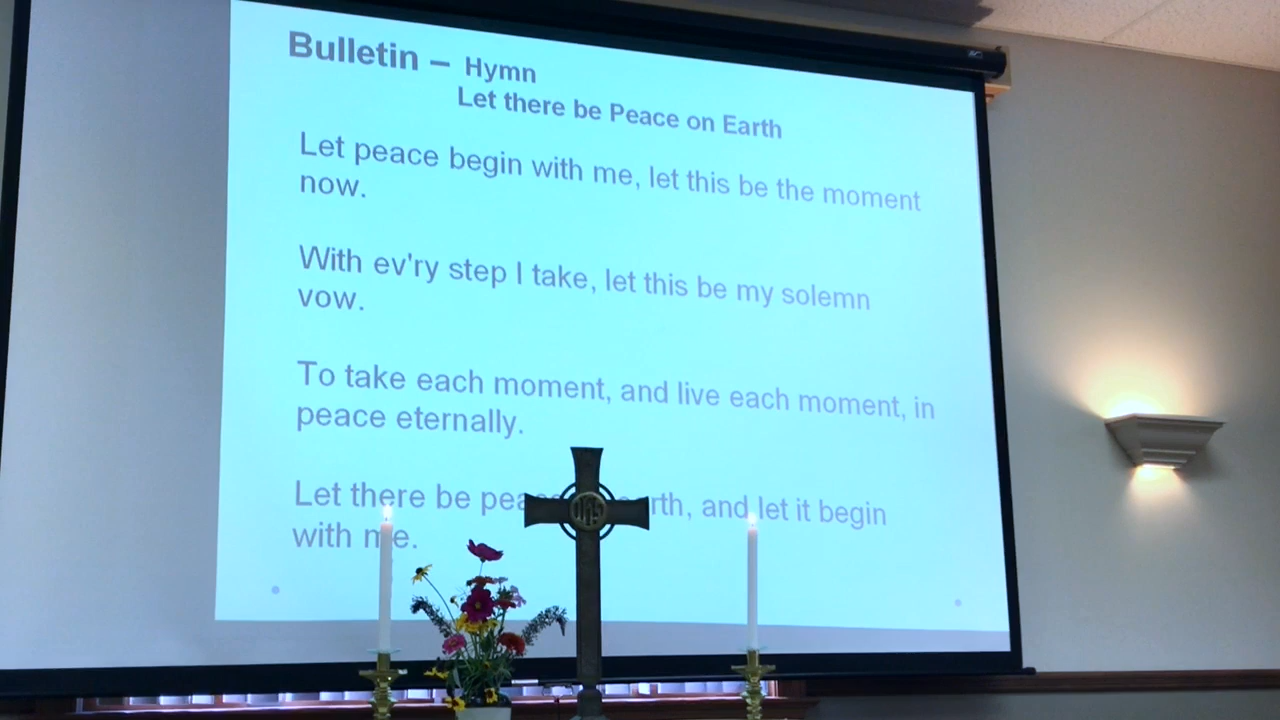 Bulletin – Hymn
Let there be Peace on Earth
Let peace begin with me, let this be the moment
now.
With ev'ry step I take, let this be my solemn
vow.
To take each moment, and live each moment, in
peace eternally.
Let there be and let it begin
with me.
IHS